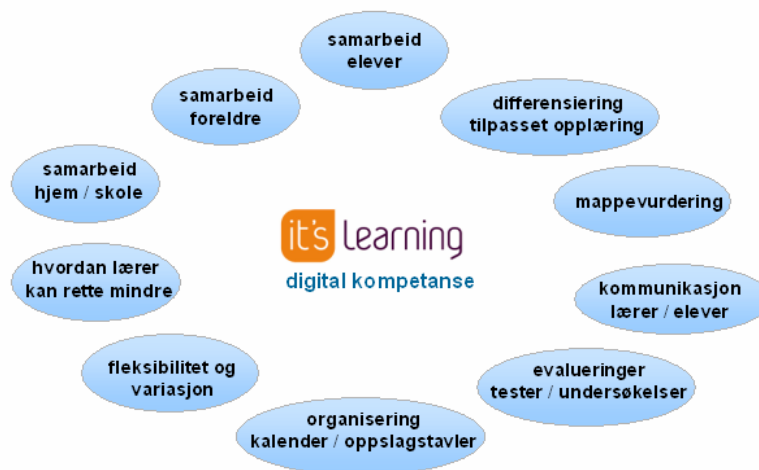 samarbeid
elever
samarbeid
foreldre
differensiering
tilpasset opplæring
samarbeid
hjem / skole
mappevurdering
it's Learning
digital kompetanse
hvordan lærer
kan rette mindre
kommunikasjon
lærer / elever
fleksibilitet og
variasjon
evalueringer
tester / undersøkelser
organisering
kalender / oppslagstavler